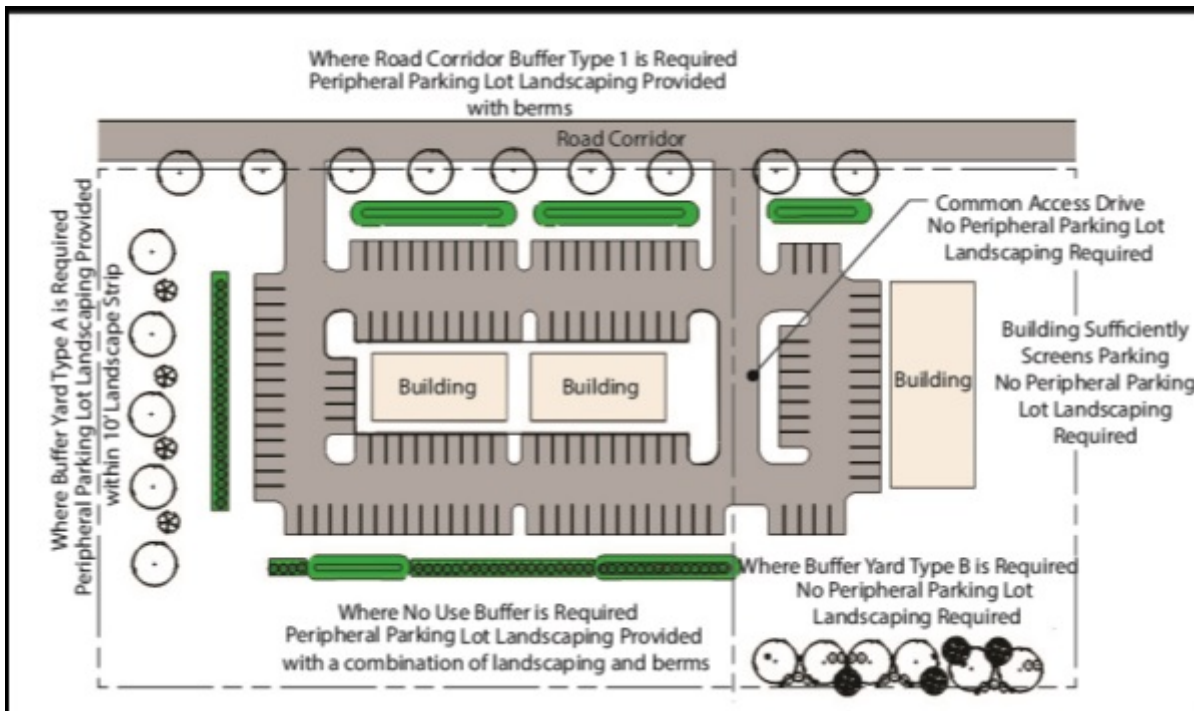 Where Road Corridor Buffer Type 1 is Required
Peripheral Parking Lot Landscaping Provided
with berms
Road Corridor
Where Buffer Yard Type A is Required
Peripheral Parking Lot Landscaping Provided
within 10' Landscape Strip
Common Access Drive
No Peripheral Parking Lot
Landscaping Required
Building
Building
Building
Building Sufficiently
Screens Parking
No Peripheral Parking
Lot Landscaping
Required
Where No Use Buffer is Required
Peripheral Parking Lot Landscaping Provided
with a combination of landscaping and berms
Where Buffer Yard Type B is Required
No Peripheral Parking Lot
Landscaping Required